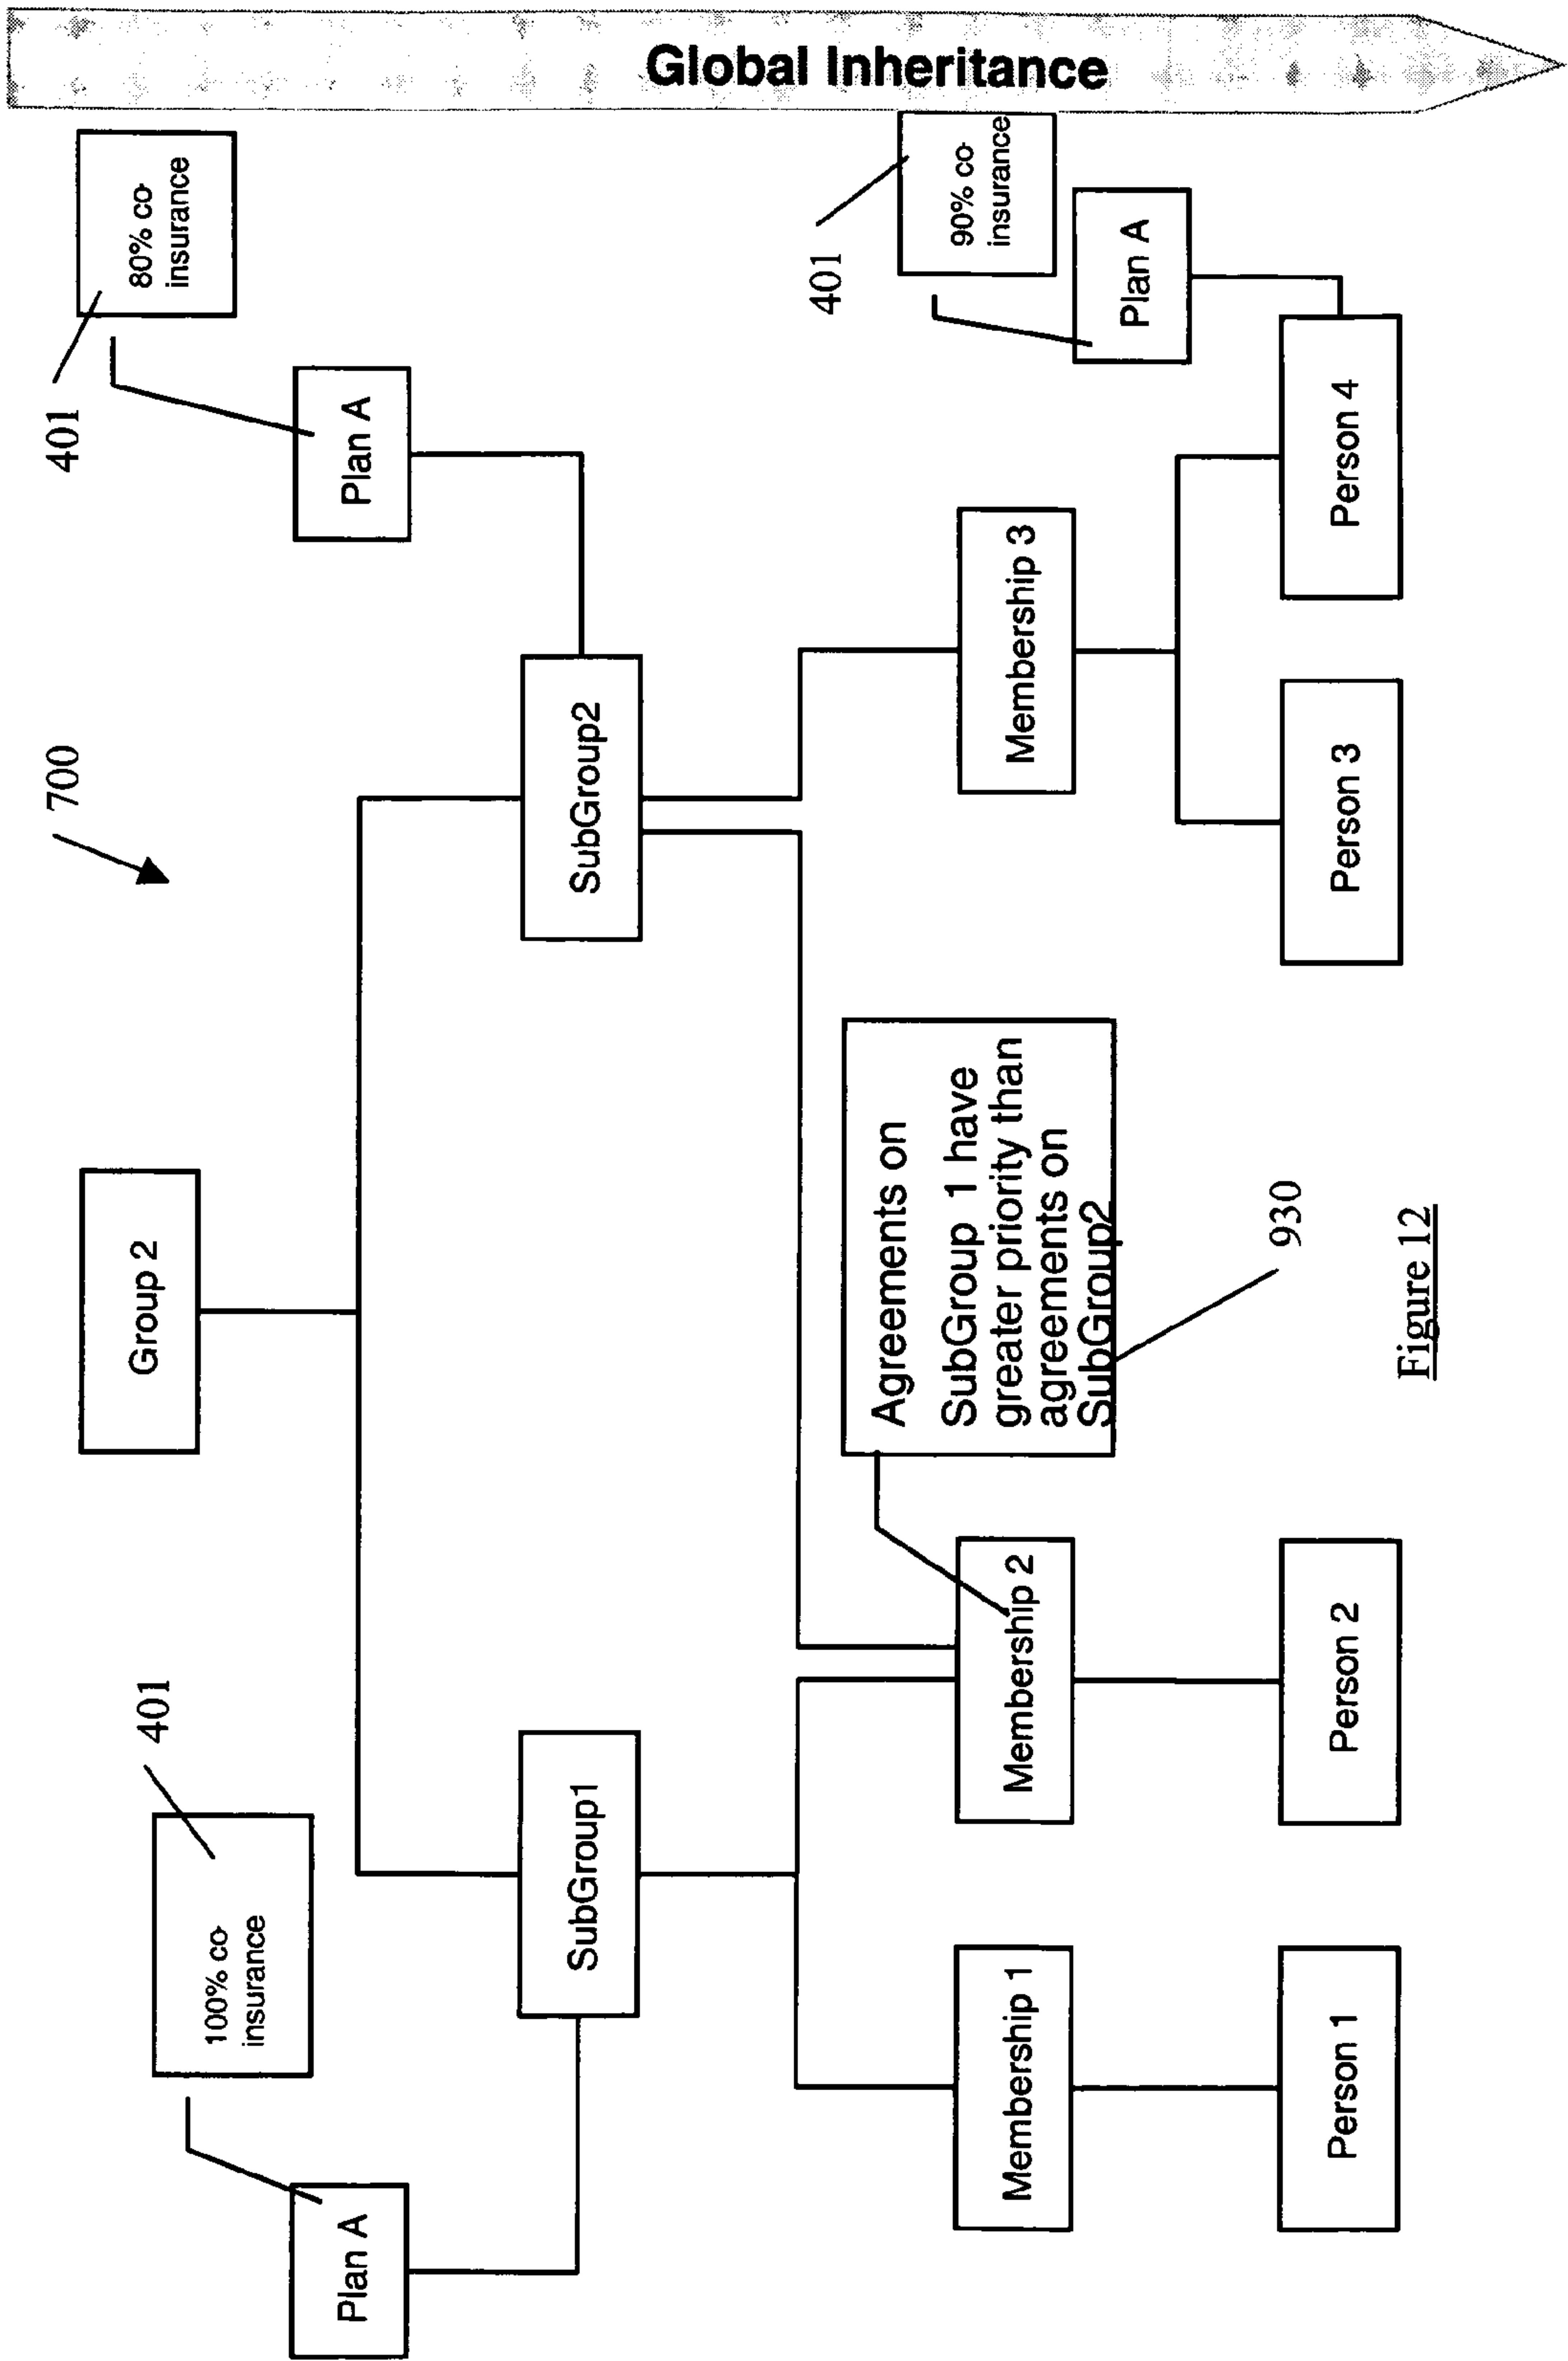 700
Group 2
401
80% co-
insurance
401
100% co-
insurance
Plan A
Plan A
SubGroup1
SubGroup2
401
90% co-
insurance
Agreements on
SubGroup 1 have
greater priority than
agreements on
SubGroup2
Membership 1
Membership 2
Membership 3
Plan A
930
Person 1
Person 2
Person 3
Person 4
Figure 12
Global Inheritance